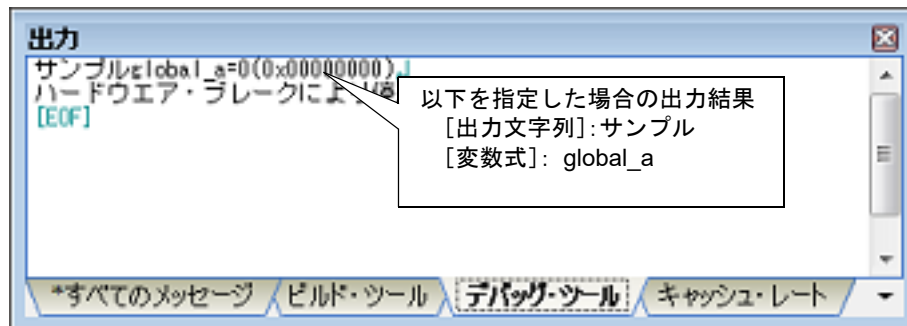 出力
サンプルglobal_a=0(0x00000000)
ハードウエア・ブレークにより
[EOF]
以下を指定した場合の出力結果
[出力文字列]:サンプル
[変数式]: global_a
*すべてのメッセージ ビルド・ツール デバッグ・ツール キャッシュ・レート